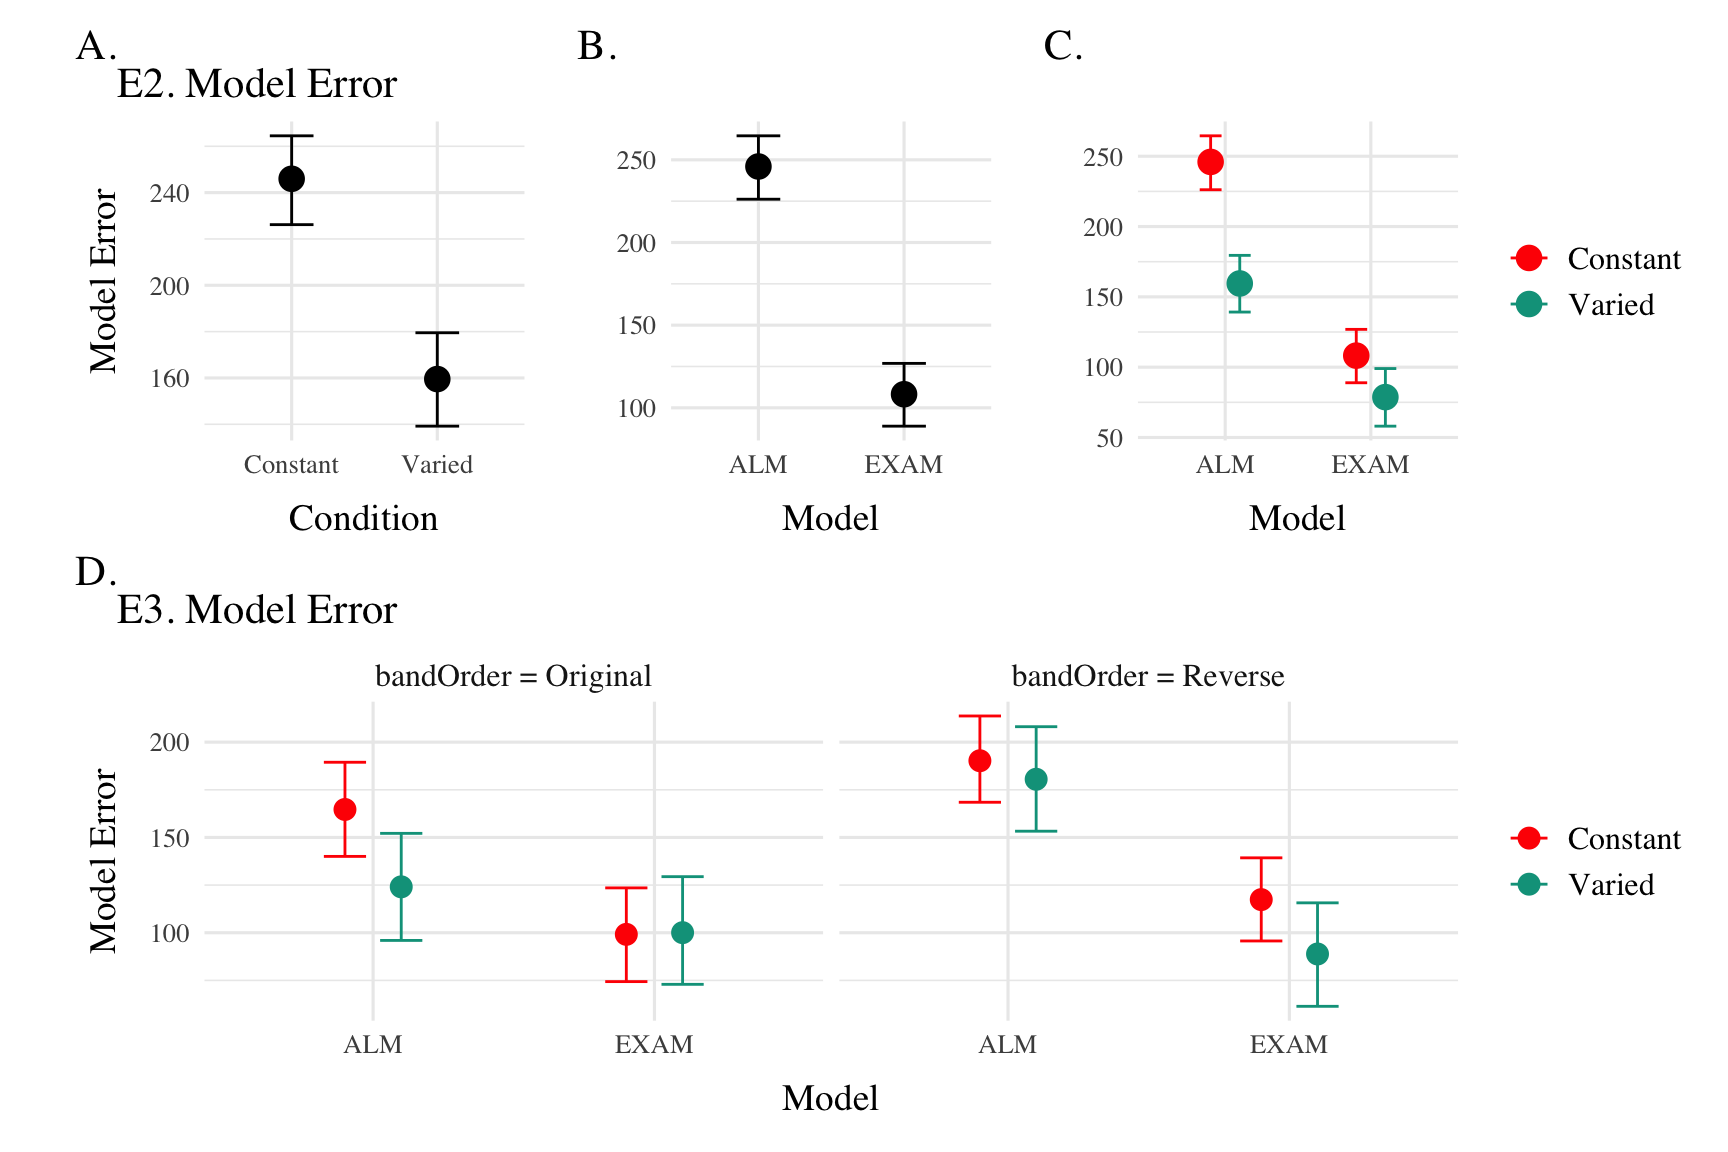 A.
E2. Model Error
Model Error
240
200
160
Constant Varied
Condition
B.
250
200
150
100
ALM EXAM
Model
C.
250
200
150
100
50
ALM EXAM
Model
Constant
Varied
D.
E3. Model Error
bandOrder = Original
bandOrder = Reverse
Model Error
200
150
100
ALM EXAM
ALM EXAM
Model
Constant
Varied